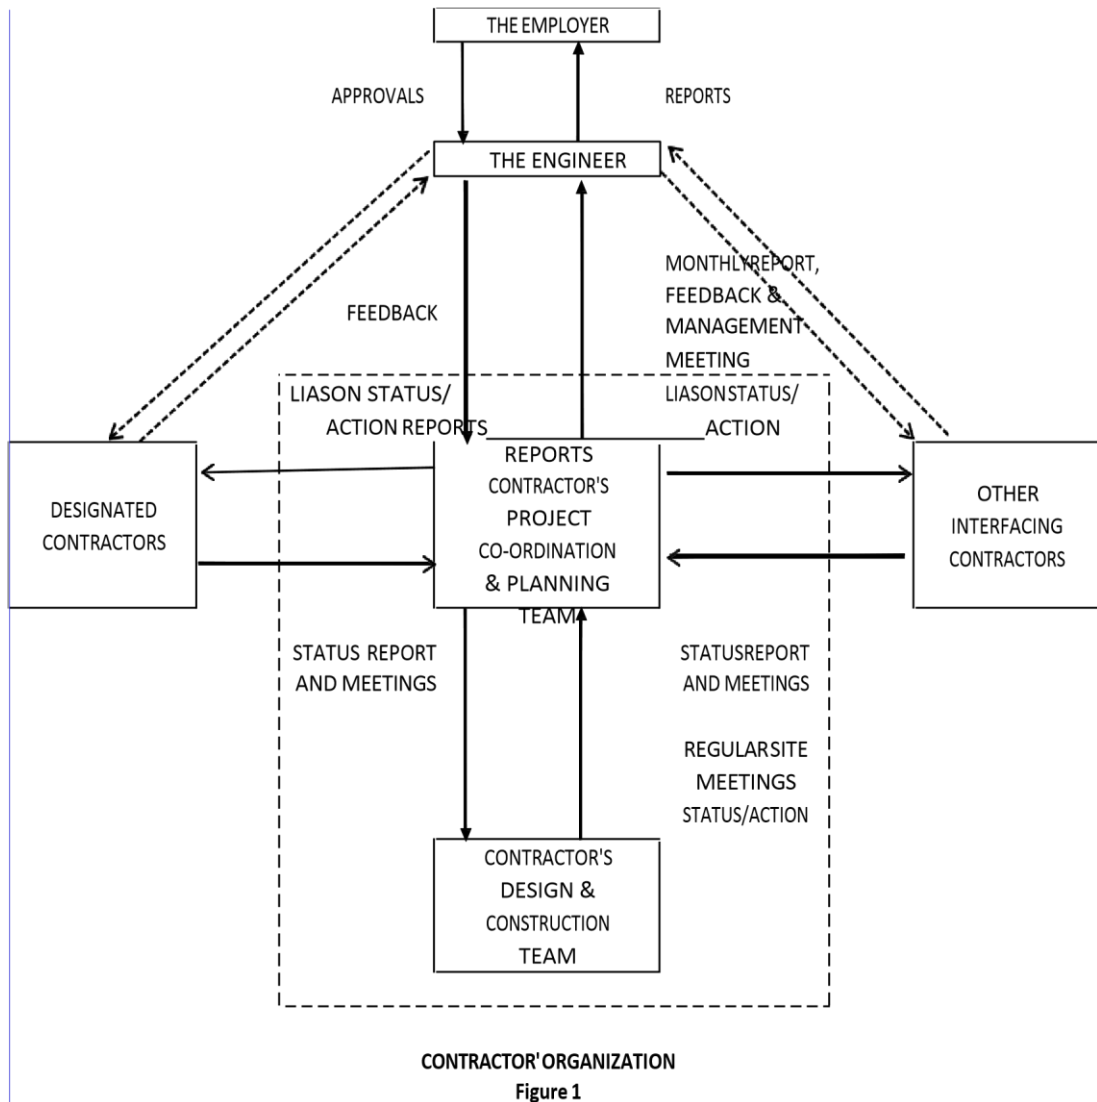 THE EMPLOYER
APPROVALS
REPORTS
THE ENGINEER
MONTHLYREPORT,
FEEDBACK &
MANAGEMENT
MEETING
FEEDBACK
LIASON STATUS/
ACTION REPORTS
LIASONSTATUS/
ACTION
REPORTS
CONTRACTOR'S
PROJECT
CO-ORDINATION
& PLANNING
TEAM
DESIGNATED
CONTRACTORS
OTHER
INTERFACING
CONTRACTORS
STATUS REPORT
AND MEETINGS
STATUSREPORT
AND MEETINGS
REGULARSITE
MEETINGS
STATUS/ACTION
CONTRACTOR'S
DESIGN &
CONSTRUCTION
TEAM
CONTRACTOR'ORGANIZATION
Figure 1